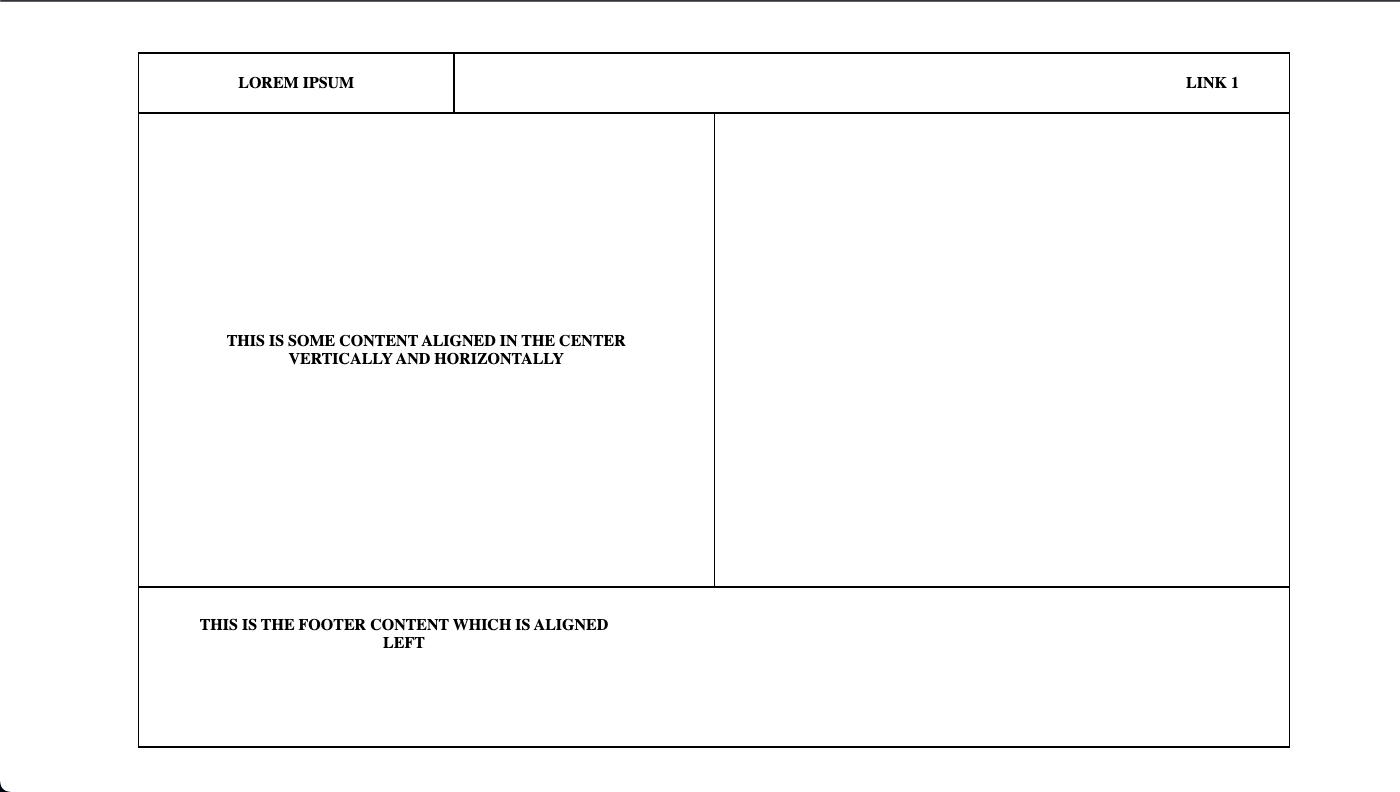 LOREM IPSUM
LINK 1
THIS IS SOME CONTENT ALIGNED IN THE CENTER
VERTICALLY AND HORIZONTALLY
THIS IS THE FOOTER CONTENT WHICH IS ALIGNED
LEFT